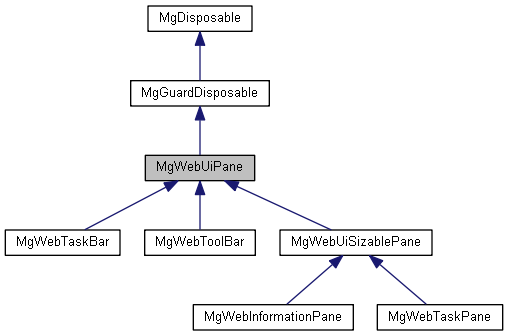 MgDisposable
MgGuardDisposable
MgWebUiPane
MgWebTaskBar
MgWebToolBar
MgWebUiSizablePane
MgWebInformationPane
MgWebTaskPane